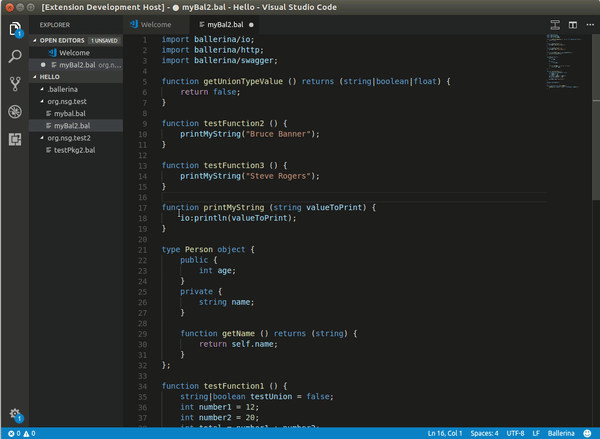 [Extension Development Host] - ● myBal2.bal - Hello - Visual Studio Code
EXPLORER
OPEN EDITORS 1 UNSAVED
Welcome
myBal2.bal org.n...
HELLO
.ballerina
org.nsg.test
mybal.bal
myBal2.bal
org.nsg.test2
testPkg2.bal
Welcome
myBal2.bal
1 import ballerina/io;
2 import ballerina/http;
3 import ballerina/swagger;
4
5 function getUnionTypeValue () returns (string|boolean|float) {
6 return false;
7 }
8
9 function testFunction2 () {
10 printMyString("Bruce Banner");
11 }
12
13 function testFunction3 () {
14 printMyString("Steve Rogers");
15 }
16
17 function printMyString (string valueToPrint) {
18 io:println(valueToPrint);
19 }
20
21 type Person object {
22 public {
23 int age;
24 }
25 private {
26 string name;
27 }
28
29 function getName () returns (string) {
30 return self.name;
31 }
32 };
33
34 function testFunction1 () {
35 string|boolean testUnion = false;
36 int number1 = 12;
37 int number2 = 20;
38 int total = number1 + number2;
1
1
0 0
Ln 16, Col 1 Spaces: 4 UTF-8 LF Ballerina